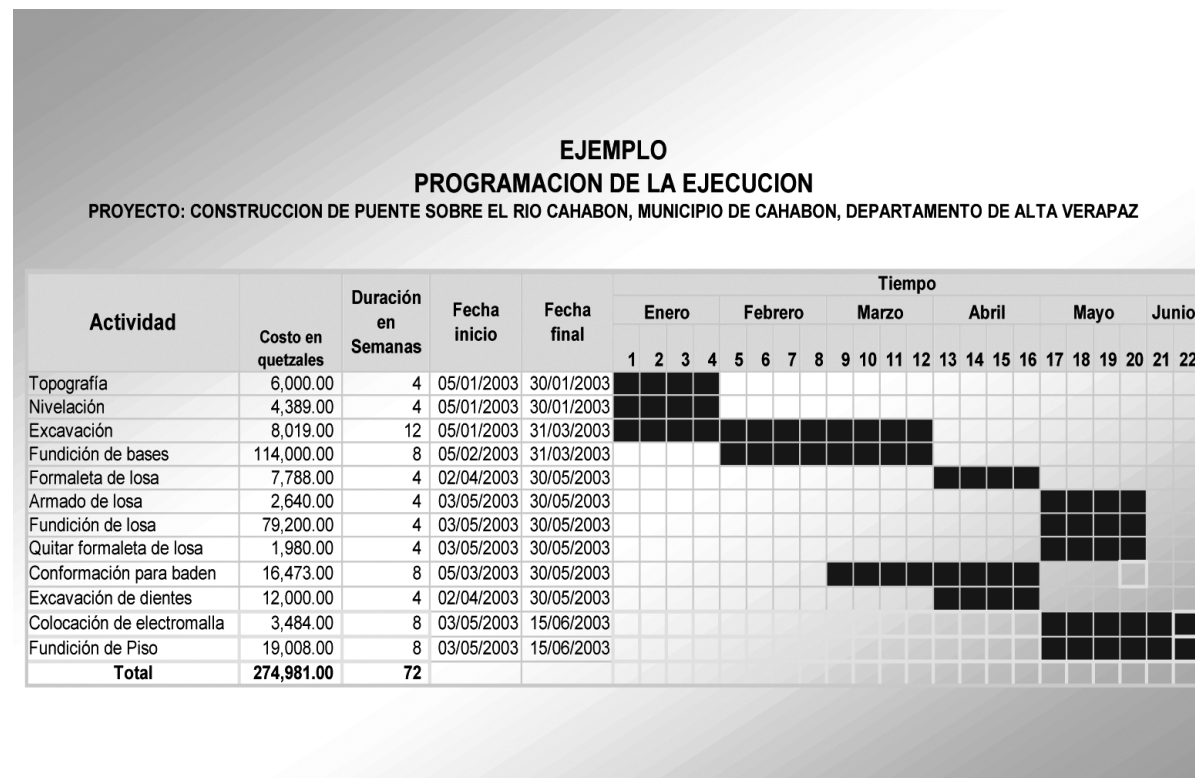 EJEMPLO
PROGRAMACION DE LA EJECUCION
PROYECTO: CONSTRUCCION DE PUENTE SOBRE EL RIO CAHABON, MUNICIPIO DE CAHABON, DEPARTAMENTO DE ALTA VERAPAZ
Actividad Costo en quetzales Duración en Semanas Fecha inicio Fecha final Tiempo
Enero Febrero Marzo Abril Mayo Junio
1 2 3 4 5 6 7 8 9 10 11 12 13 14 15 16 17 18 19 20 21 22
Topografía 6,000.00 4 05/01/2003 30/01/2003
Nivelación 4,389.00 4 05/01/2003 30/01/2003
Excavación 8,019.00 12 05/01/2003 31/03/2003
Fundición de bases 114,000.00 8 05/02/2003 31/03/2003
Formaleta de losa 7,788.00 4 02/04/2003 30/05/2003
Armado de losa 2,640.00 4 03/05/2003 30/05/2003
Fundición de losa 79,200.00 4 03/05/2003 30/05/2003
Quitar formaleta de losa 1,980.00 4 03/05/2003 30/05/2003
Conformación para baden 16,473.00 8 05/03/2003 30/05/2003
Excavación de dientes 12,000.00 4 02/04/2003 30/05/2003
Colocación de electromalla 3,484.00 8 03/05/2003 15/06/2003
Fundición de Piso 19,008.00 8 03/05/2003 15/06/2003
Total 274,981.00 72